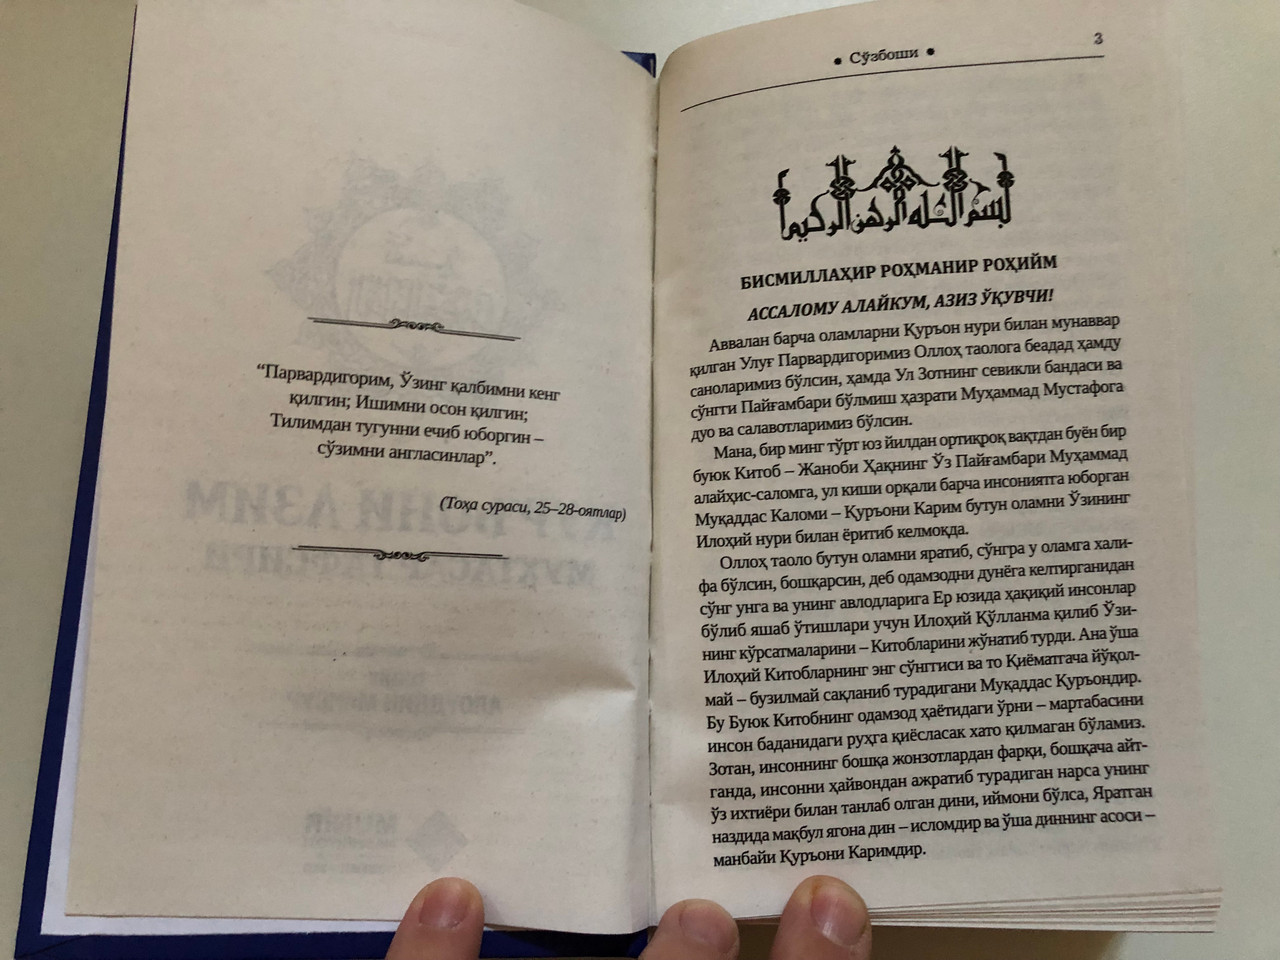 “Парвардигорим, Ўзинг қалбимни кенг
қилгин; Ишимни осон қилгин;
Тилимдан тугунни ечиб юборгин –
сўзимни англасинлар”.
(Тоҳа сураси, 25–28-оятлар)
• Сўзбоши •
3
بسم الله الرحمن الرحيم
БИСМИЛЛАҲИР РОҲМАНИР РОҲИЙМ
АССАЛОМУ АЛАЙКУМ, АЗИЗ ЎҚУВЧИ!
Аввалан барча оламларни Қуръон нури билан мунаввар
қилган Улуғ Парвардигоримиз Оллоҳ таолога беадад ҳамду
саноларимиз бўлсин, ҳамда Ул Зотнинг севикли бандаси ва
сўнгги Пайғамбари бўлмиш ҳазрати Муҳаммад Мустафога
дуо ва салавотларимиз бўлсин.
Мана, бир минг тўрт юз йилдан ортиқроқ вақтдан буён бир
буюк Китоб – Жаноби Ҳақнинг Ўз Пайғамбари Муҳаммад
алайҳис-саломга, ул киши орқали барча инсониятга юборган
Муқаддас Каломи – Қуръони Карим бутун оламни Ўзининг
Илоҳий нури билан ёритиб келмоқда.
Оллоҳ таоло бутун оламни яратиб, сўнгра у оламга хали-
фа бўлсин, бошқарсин, деб одамзодни дунёга келтирганидан
сўнг унга ва унинг авлодларига Ер юзида ҳақиқий инсонлар
бўлиб яшаб ўтишлари учун Илоҳий Қўлланма қилиб Ўзи-
нинг кўрсатмаларини – Китобларини жўнатиб турди. Ана ўша
Илоҳий Китобларнинг энг сўнггиси ва то Қиёматгача йўқол-
май – бузилмай сақланиб турадигани Муқаддас Қуръондир.
Бу Буюк Китобнинг одамзод ҳаётидаги ўрни – мартабасини
инсон баданидаги руҳга қиёсласак хато қилмаган бўламиз.
Зотан, инсоннинг бошқа жонзотлардан фарқи, бошқача айт-
ганда, инсонни ҳайвондан ажратиб турадиган нарса унинг
ўз ихтиёри билан танлаб олган дини, иймони бўлса, Яратган
наздида мақбул ягона дин – исломдир ва ўша диннинг асоси –
манбайи Қуръони Каримдир.